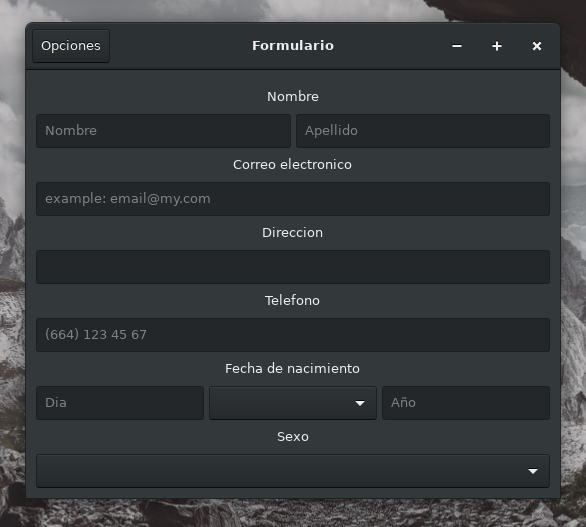 Opciones
Formulario
Nombre
Nombre
Apellido
Correo electronico
example: email@my.com
Direccion
Telefono
(664) 123 45 67
Fecha de nacimiento
Dia
Año
Sexo